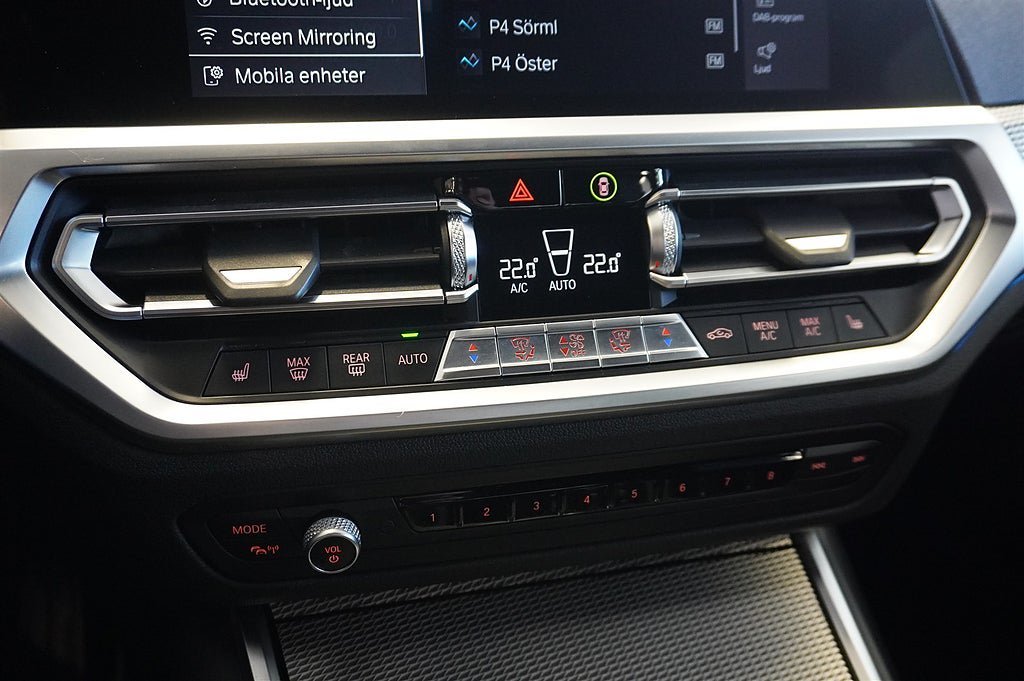 Bluetooth-ljud
Screen Mirroring
Mobila enheter
P4 Sörml
FM
P4 Öster
FM
DAB-program
Ljud
22.0° 22.0°
A/C AUTO
MAX
REAR
AUTO
MENU
A/C
MAX
A/C
MODE
VOL
1 2 3 4 5 6 7 8